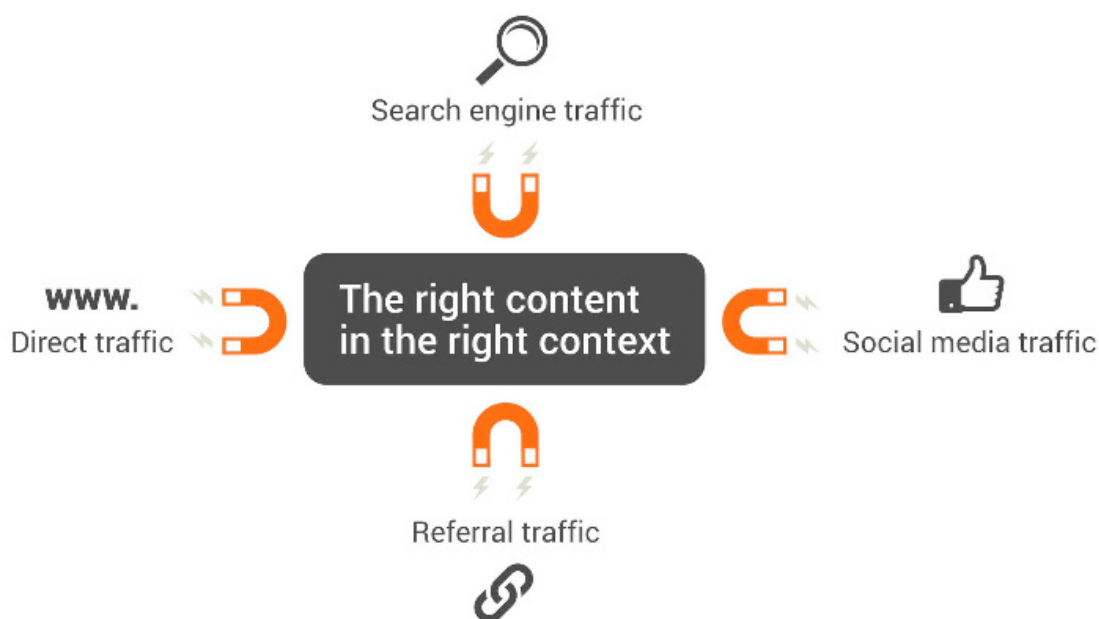 Search engine traffic
www.
Direct traffic
The right content
in the right context
Social media traffic
Referral traffic